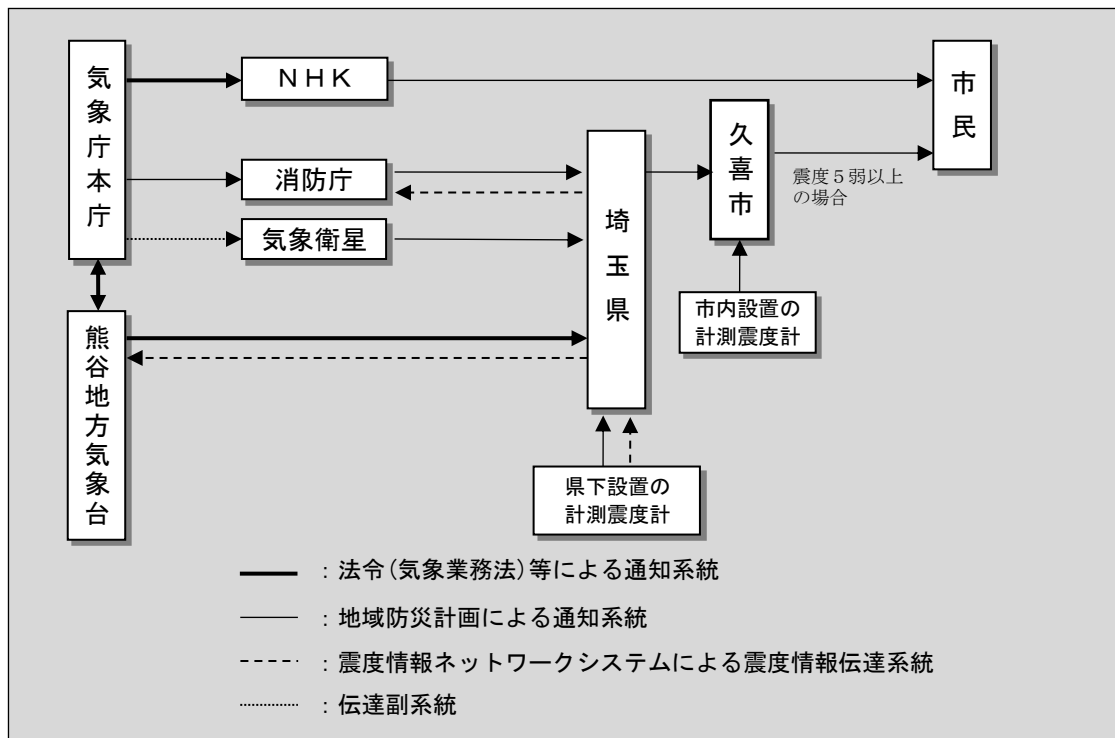 気象庁本庁
ＮＨＫ
市民
消防庁
久喜市
震度５弱以上
の場合
気象衛星
埼玉県
市内設置の
計測震度計
熊谷地方気象台
県下設置の
計測震度計
：法令（気象業務法）等による通知系統
：地域防災計画による通知系統
：震度情報ネットワークシステムによる震度情報伝達系統
：伝達副系統